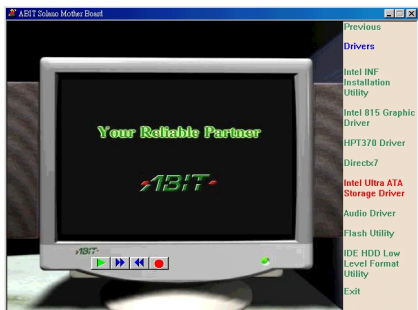 ABIT Solano Mother Board
Previous
Drivers
Intel INF
Installation
Utility
Intel 815 Graphic
Driver
HPT370 Driver
Directx7
Intel Ultra ATA
Storage Driver
Audio Driver
Flash Utility
IDE HDD Low
Level Format
Utility
Exit
Your Reliable Partner
ABIT
ABIT